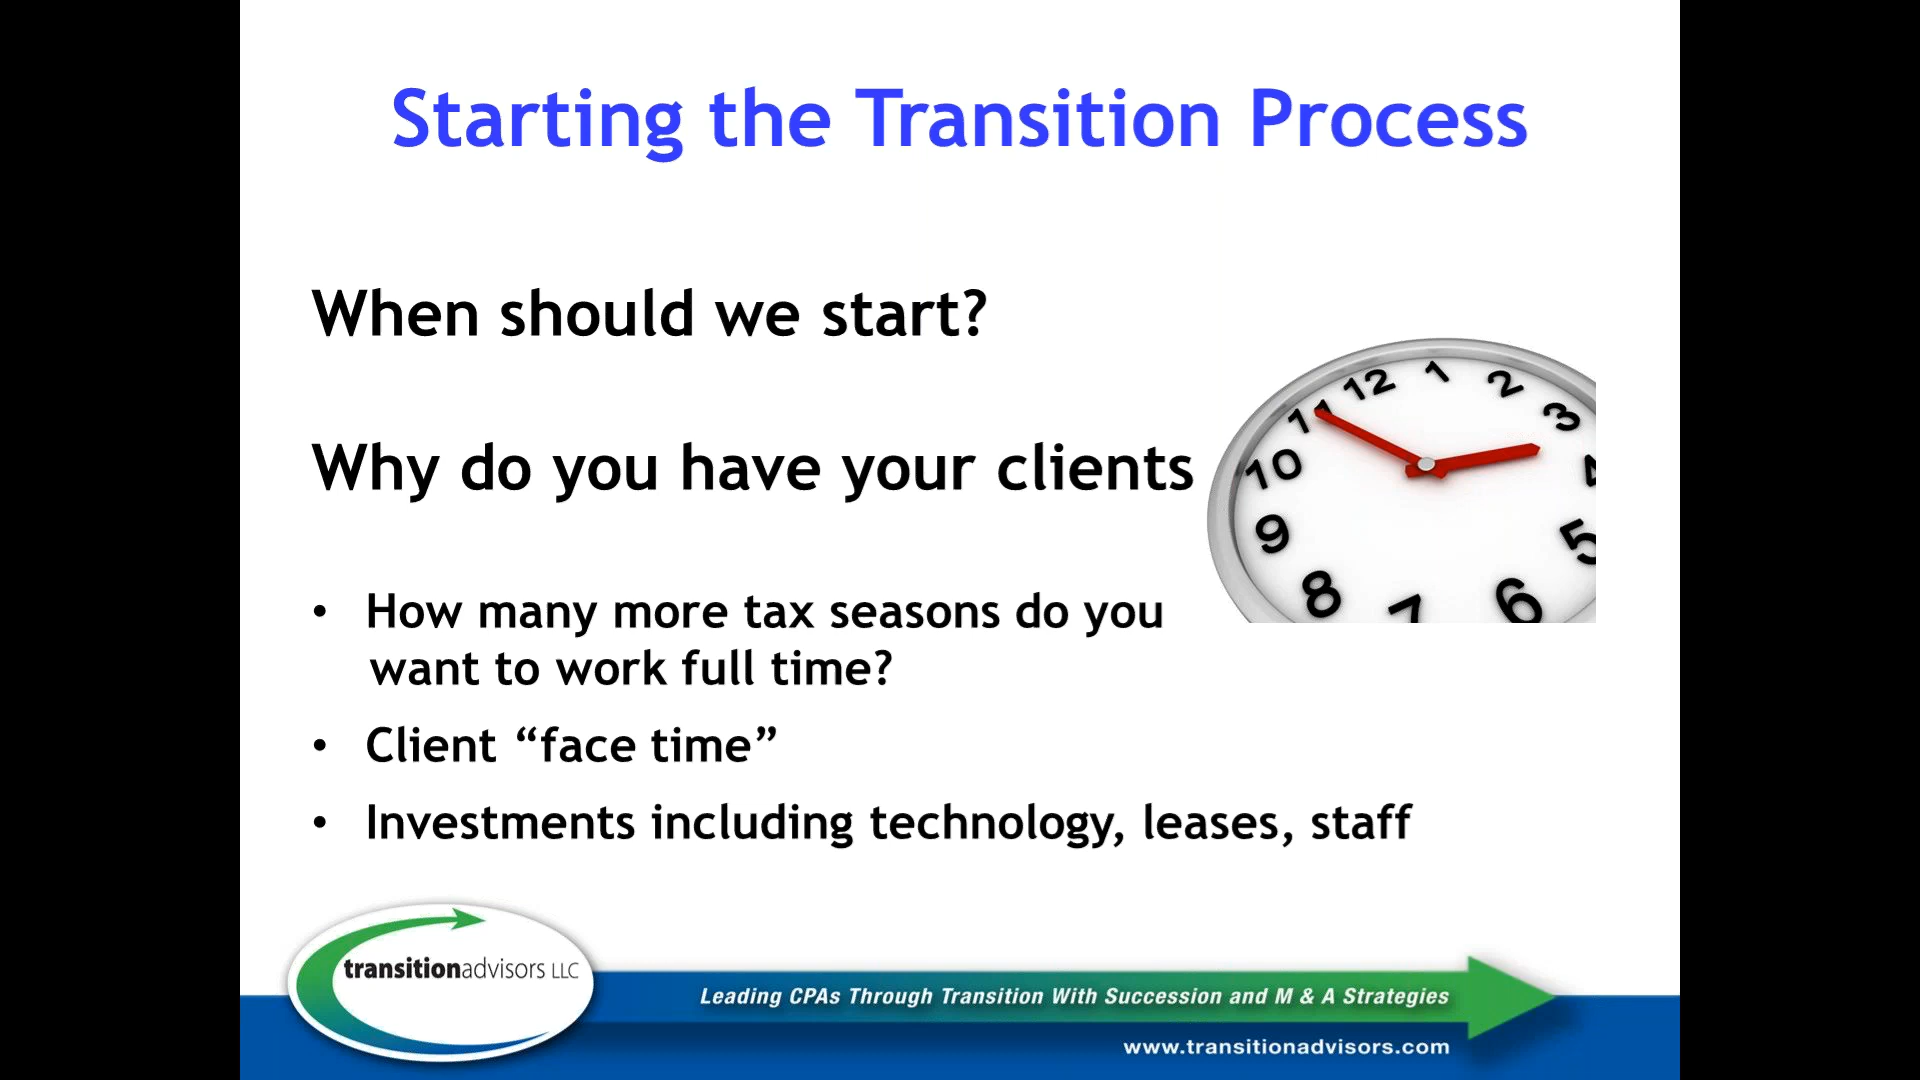 Starting the Transition Process
When should we start?
Why do you have your clients
• How many more tax seasons do you
want to work full time?
• Client “face time”
• Investments including technology, leases, staff
12 1 2 3 4 5 6 7 8 9 10 11
transitionadvisors LLC
Leading CPAs Through Transition With Succession and M & A Strategies
www.transitionadvisors.com